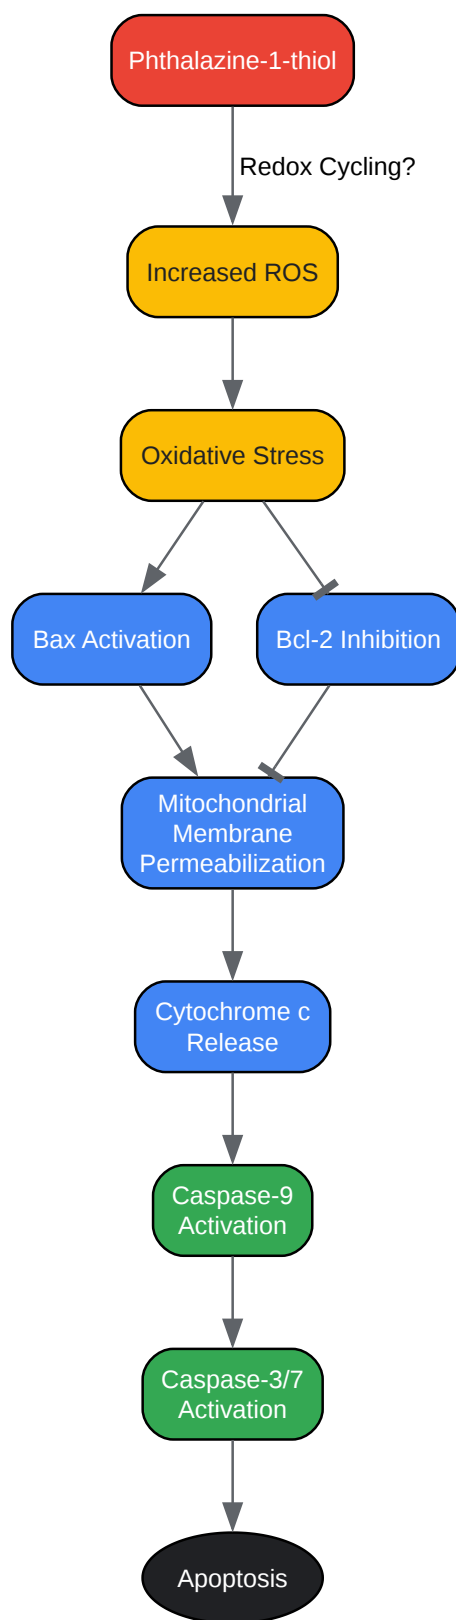 Phthalazine-1-thiol
Redox Cycling?
Increased ROS
Oxidative Stress
Bax Activation
Bcl-2 Inhibition
Mitochondrial
Membrane
Permeabilization
Cytochrome c
Release
Caspase-9
Activation
Caspase-3/7
Activation
Apoptosis